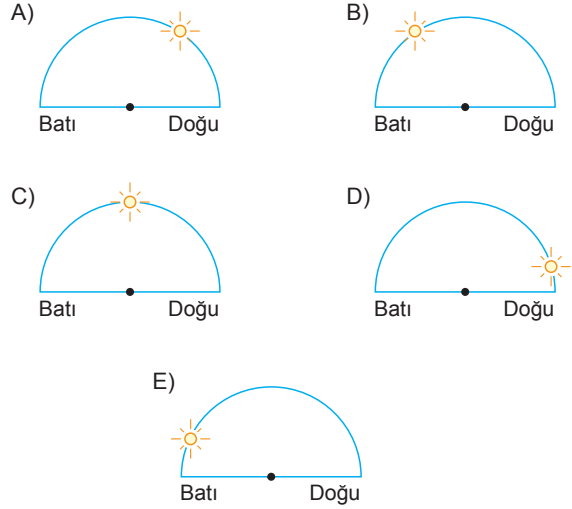 A)
Batı Doğu
B)
Batı Doğu
C)
Batı Doğu
D)
Batı Doğu
E)
Batı Doğu